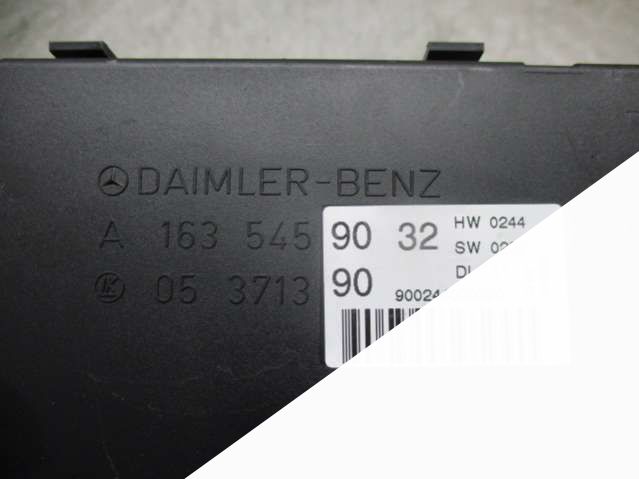 DAIMLER-BENZ
A 163 545 90 32
05 3713 90
HW 0244
SW